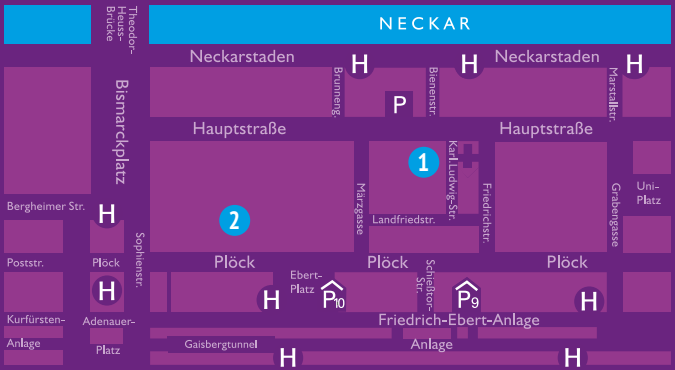 NECKAR
Theodor-
Heuss-
Brücke
Neckarstaden
Neckarstaden
H
H
H
Bismarckplatz
Brunneng.
Bienenstr.
Marstallstr.
P
Hauptstraße
Hauptstraße
1
Karl.Ludwig-Str.
Märzgasse
Friedrichstr.
Grabengasse
Uni-
Platz
Bergheimer Str.
H
2
Landfriedstr.
Sophienstr.
Poststr.
Plöck
Plöck
Plöck
Plöck
Ebert-
Platz
Schießtor-
Str.
H
H
P10
P9
H
Kurfürsten-
Anlage
Adenauer-
Platz
Friedrich-Ebert-Anlage
Gaisbergtunnel
Anlage
H
H